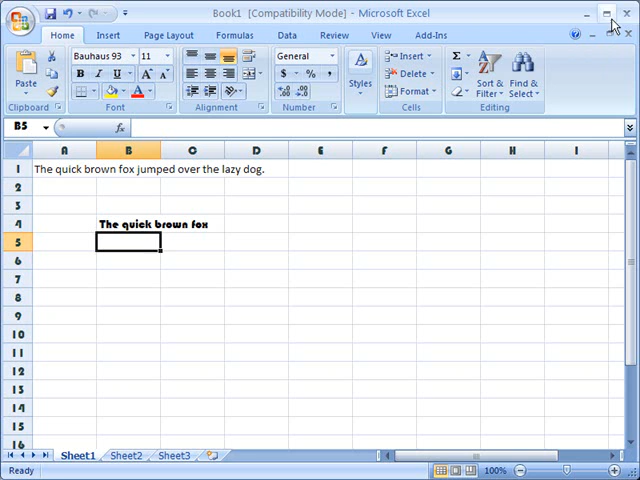 Book1 [Compatibility Mode] - Microsoft Excel
Home Insert Page Layout Formulas Data Review View Add-Ins
Paste
Clipboard
Bauhaus 93 11
B I U A A
Font
Alignment
General
$ % ,
Number
Styles
Insert
Delete
Format
Cells
Σ
Sort & Filter
Find & Select
Editing
B5 fx
A B C D E F G H I
1 The quick brown fox jumped over the lazy dog.
2
3
4 The quick brown fox
5
6
7
8
9
10
11
12
13
14
15
16
Sheet1 Sheet2 Sheet3
Ready 100%